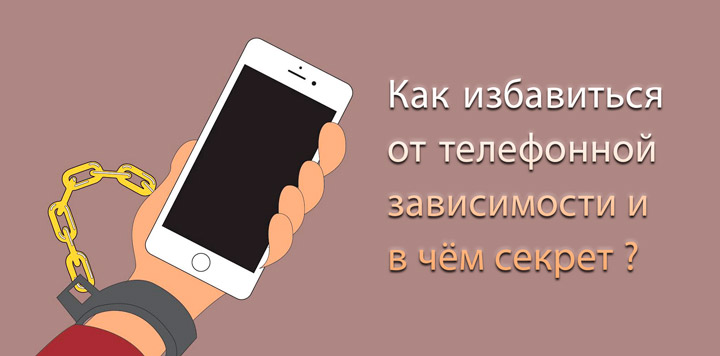 Как избавиться
от телефонной
зависимости и
в чём секрет ?